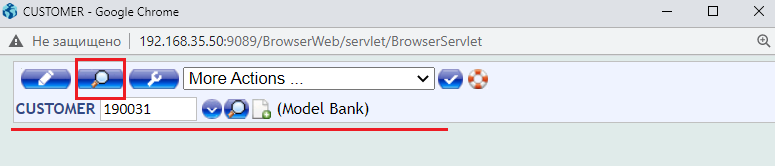 CUSTOMER - Google Chrome
Не защищено 192.168.35.50:9089/BrowserWeb/servlet/BrowserServlet
More Actions ...
CUSTOMER 190031 (Model Bank)